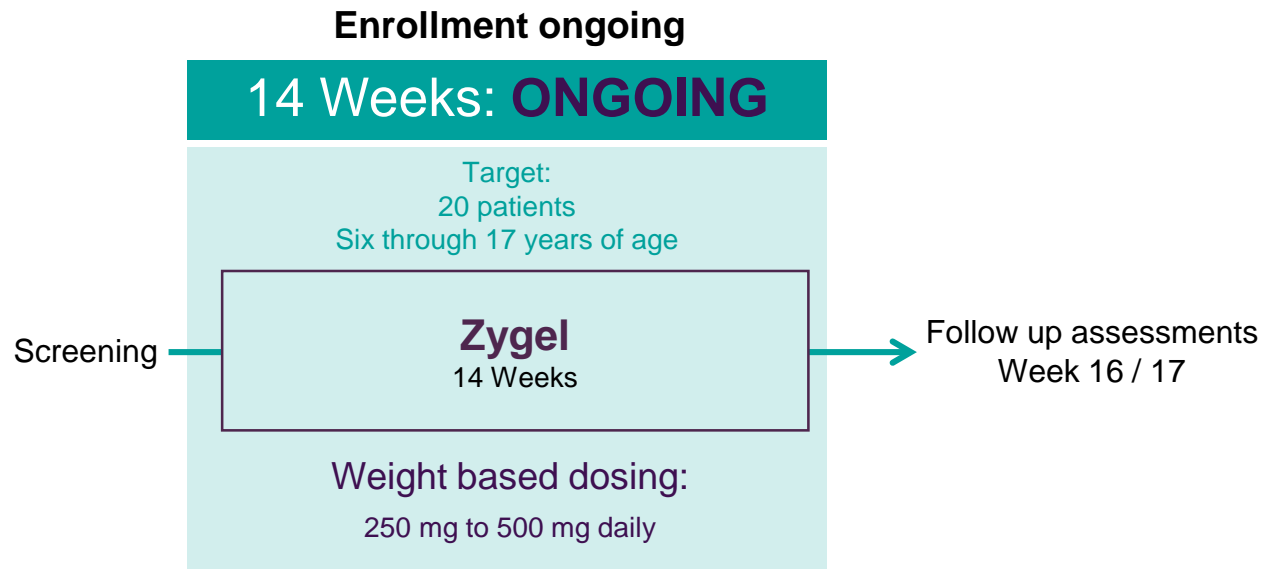 Enrollment ongoing
14 Weeks: ONGOING
Target:
20 patients
Six through 17 years of age
Screening
Zygel
14 Weeks
Follow up assessments
Week 16 / 17
Weight based dosing:
250 mg to 500 mg daily